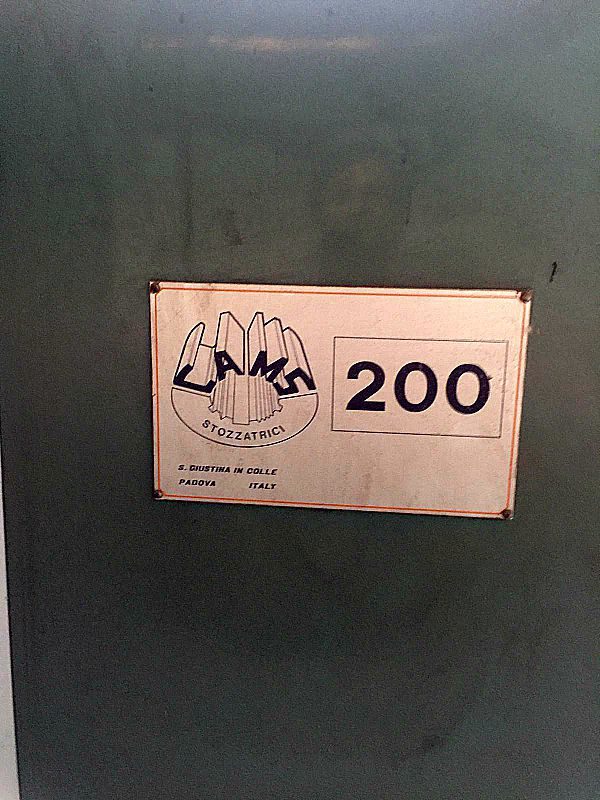 CAMS
STOZZATRICI
200
S. GIUSTINA IN COLLE
PADOVA ITALY